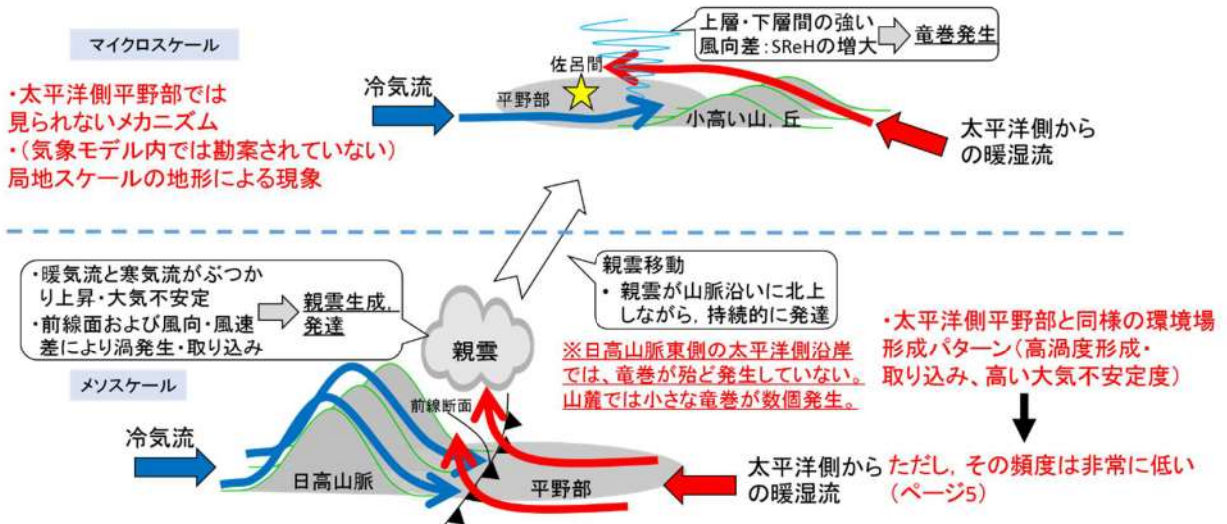 マイクロスケール
・太平洋側平野部では
見られないメカニズム
・(気象モデル内では勘案されていない)
局地スケールの地形による現象
冷気流
佐呂間
平野部
上層・下層間の強い
風向差:SReHの増大
竜巻発生
小高い山,丘
太平洋側から
の暖湿流
・暖気流と寒気流がぶつか
り上昇・大気不安定
・前線面および風向・風速
差により渦発生・取り込み
親雲生成,
発達
親雲
親雲移動
・ 親雲が山脈沿いに北上
しながら,持続的に発達
※日高山脈東側の太平洋側沿岸
では、竜巻が殆ど発生していない。
山麓では小さな竜巻が数個発生。
・太平洋側平野部と同様の環境場
形成パターン(高渦度形成・
取り込み、高い大気不安定度)
メソスケール
冷気流
日高山脈
前線断面
平野部
太平洋側から
の暖湿流
ただし,その頻度は非常に低い
(ページ5)